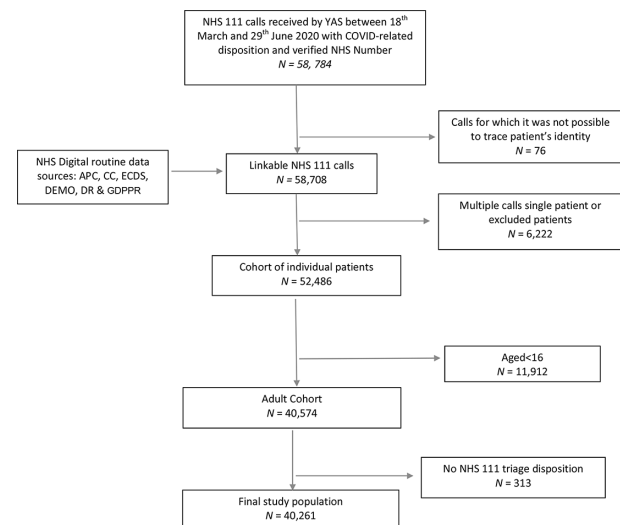 NHS 111 calls received by YAS between 18th
March and 29th June 2020 with COVID-related
disposition and verified NHS Number
N = 58, 784
Calls for which it was not possible
to trace patient's identity
N = 76
NHS Digital routine data
sources: APC, CC, ECDS,
DEMO, DR & GDPPR
Linkable NHS 111 calls
N = 58,708
Multiple calls single patient or
excluded patients
N = 6,222
Cohort of individual patients
N = 52,486
Aged<16
N = 11,912
Adult Cohort
N = 40,574
No NHS 111 triage disposition
N = 313
Final study population
N = 40,261